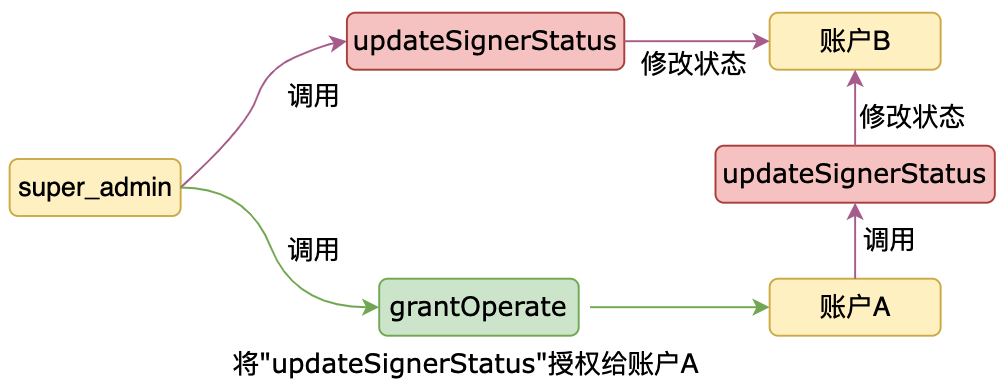 updateSignerStatus
账户B
修改状态
调用
修改状态
super_admin
updateSignerStatus
调用
调用
grantOperate
账户A
将"updateSignerStatus"授权给账户A